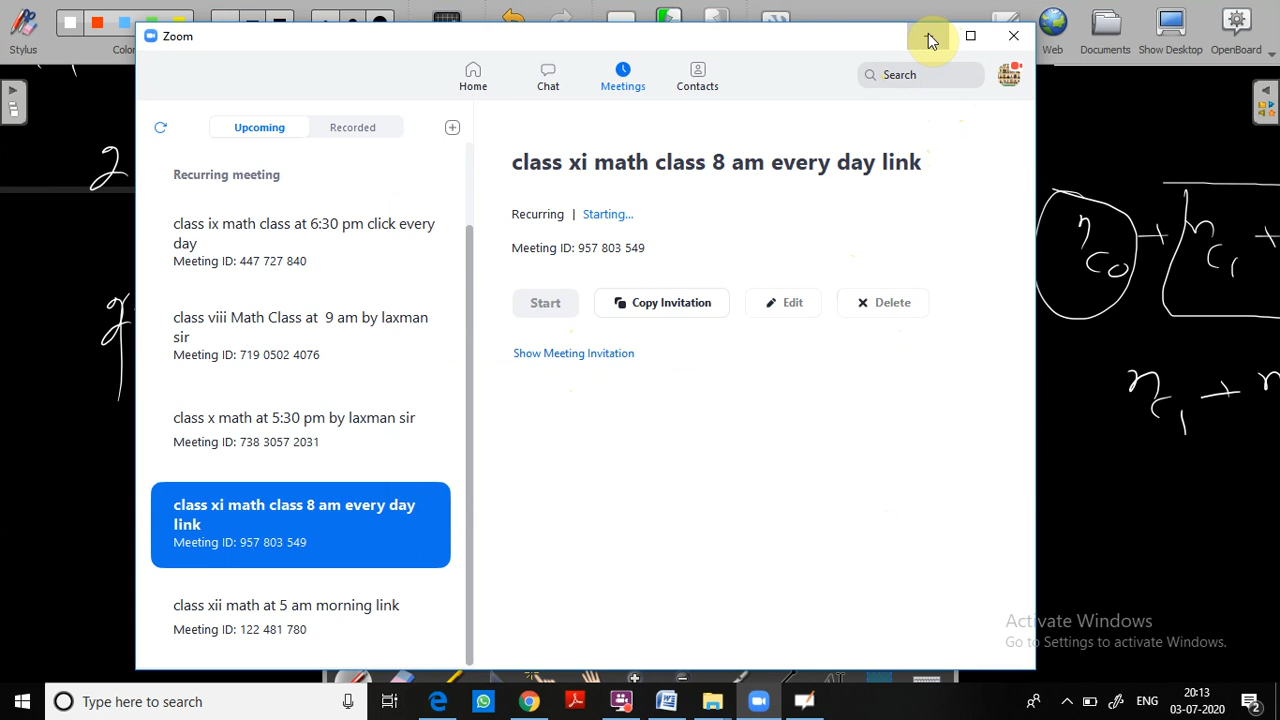 Stylus
Web
Documents
Show Desktop
OpenBoard
Zoom
Home
Chat
Meetings
Contacts
Search
Upcoming
Recorded
Recurring meeting
class ix math class at 6:30 pm click every
day
Meeting ID: 447 727 840
class viii Math Class at 9 am by laxman
sir
Meeting ID: 719 0502 4076
class x math at 5:30 pm by laxman sir
Meeting ID: 738 3057 2031
class xi math class 8 am every day
link
Meeting ID: 957 803 549
class xii math at 5 am morning link
Meeting ID: 122 481 780
class xi math class 8 am every day link
Recurring | Starting...
Meeting ID: 957 803 549
Start
Copy Invitation
Edit
Delete
Show Meeting Invitation
2
Activate Windows
Go to Settings to activate Windows.
Type here to search
ENG
20:13
03-07-2020
2